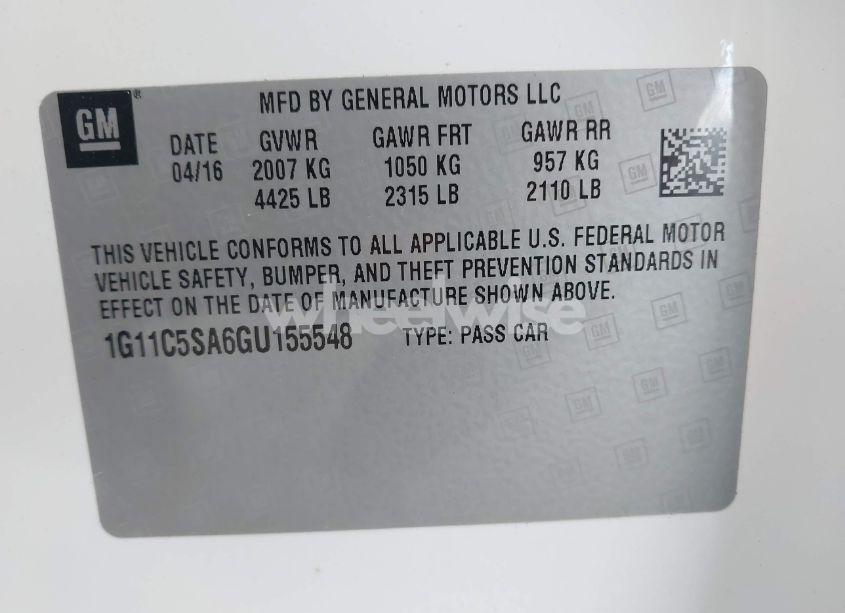 GM
MFD BY GENERAL MOTORS LLC
DATE GVWR GAWR FRT GAWR RR
04/16 2007 KG 1050 KG 957 KG
4425 LB 2315 LB 2110 LB
THIS VEHICLE CONFORMS TO ALL APPLICABLE U.S. FEDERAL MOTOR
VEHICLE SAFETY, BUMPER, AND THEFT PREVENTION STANDARDS IN
EFFECT ON THE DATE OF MANUFACTURE SHOWN ABOVE.
wheelwise
1G11C5SA6GU155548 TYPE: PASS CAR